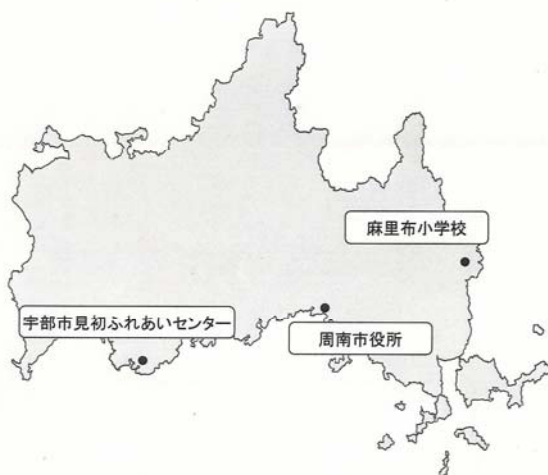 麻里布小学校
宇部市見初ふれあいセンター
周南市役所